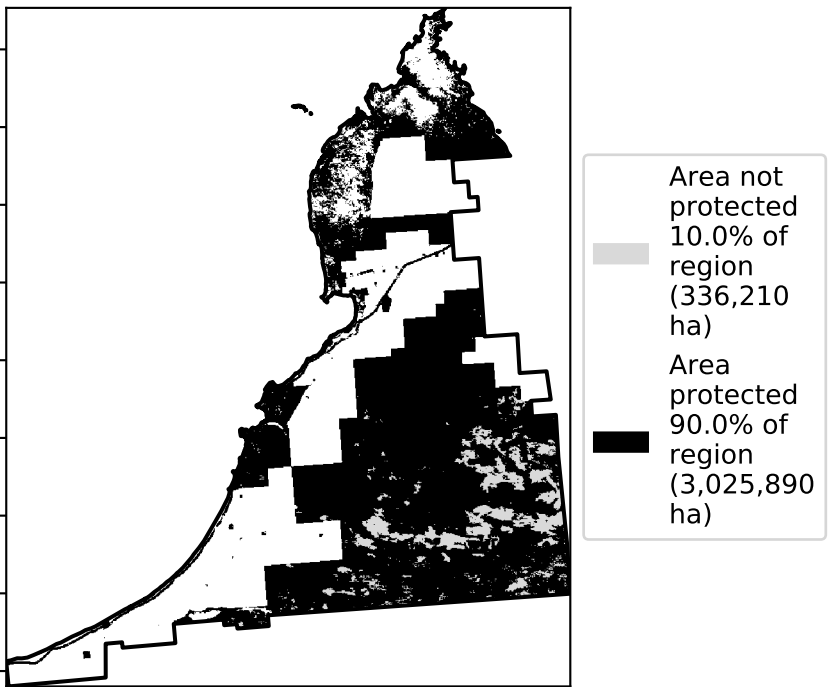 Area not
protected
10.0% of
region
(336,210
ha)
Area
protected
90.0% of
region
(3,025,890
ha)